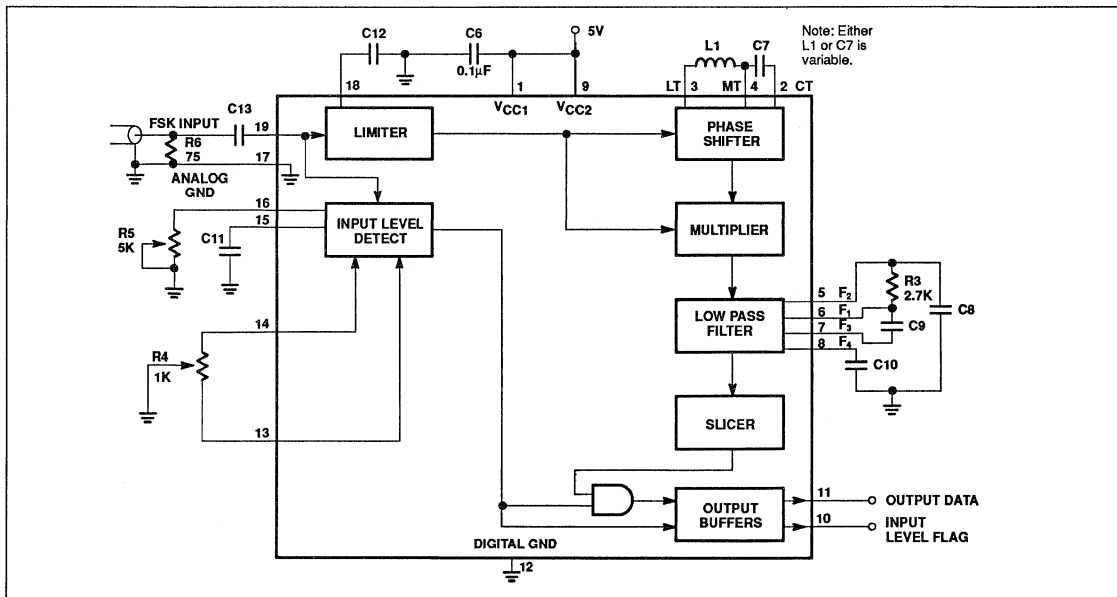 5V
C12
C6
0.1µF
18
1
9
VCC1
VCC2
L1
C7
Note: Either
L1 or C7 is
variable.
LT
3
MT
4
2
CT
FSK INPUT
C13
19
R6
75
17
ANALOG
GND
LIMITER
PHASE
SHIFTER
16
15
R5
5K
C11
INPUT LEVEL
DETECT
MULTIPLIER
14
R4
1K
13
LOW PASS
FILTER
5
F2
6
F1
7
F3
8
F4
R3
2.7K
C9
C8
C10
SLICER
OUTPUT
BUFFERS
11
OUTPUT DATA
10
INPUT
LEVEL FLAG
DIGITAL GND
12